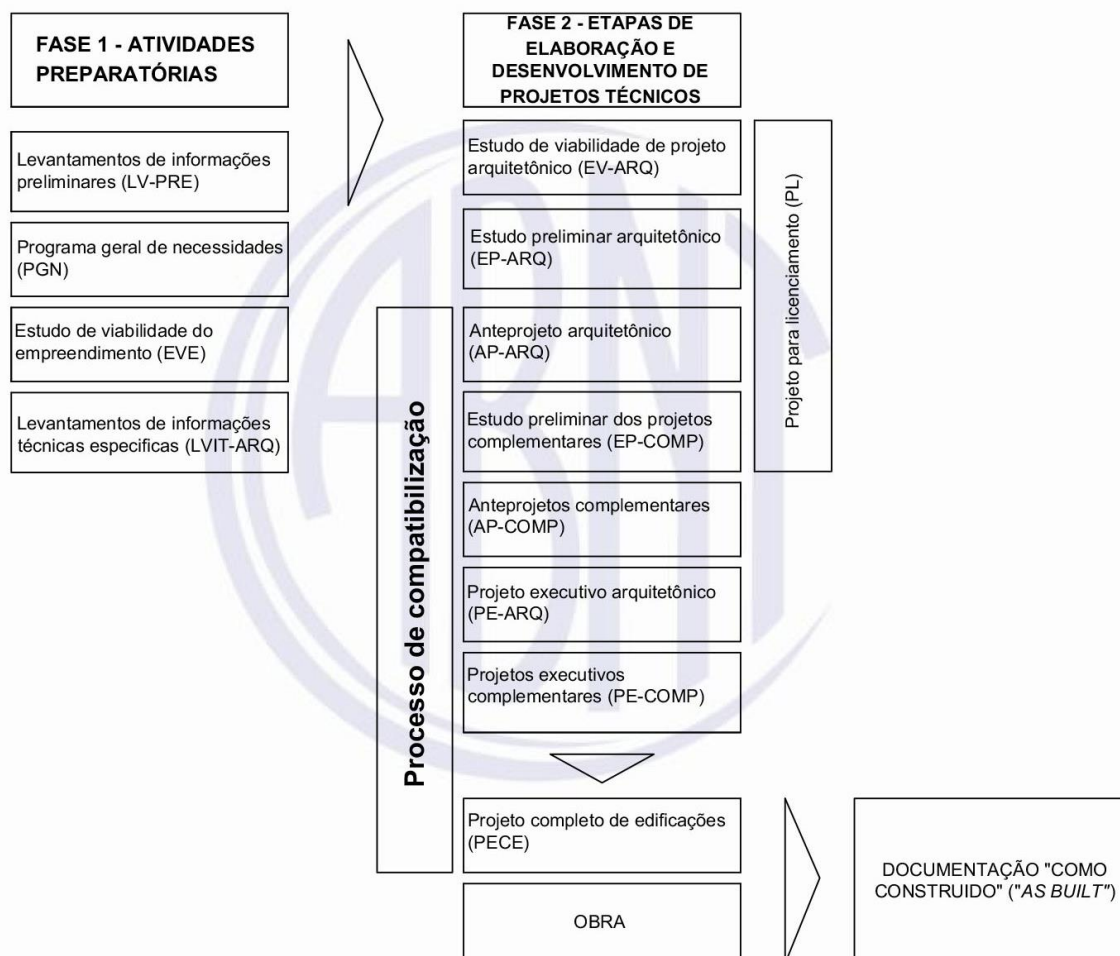 FASE 1 - ATIVIDADES
PREPARATÓRIAS
Levantamentos de informações
preliminares (LV-PRE)
Programa geral de necessidades
(PGN)
Estudo de viabilidade do
empreendimento (EVE)
Levantamentos de informações
técnicas especificas (LVIT-ARQ)
FASE 2 - ETAPAS DE
ELABORAÇÃO E
DESENVOLVIMENTO DE
PROJETOS TÉCNICOS
Estudo de viabilidade de projeto
arquitetônico (EV-ARQ)
Estudo preliminar arquitetônico
(EP-ARQ)
Anteprojeto arquitetônico
(AP-ARQ)
Estudo preliminar dos projetos
complementares (EP-COMP)
Anteprojetos complementares
(AP-COMP)
Projeto executivo arquitetônico
(PE-ARQ)
Projetos executivos
complementares (PE-COMP)
Processo de compatibilização
Projeto para licenciamento (PL)
Projeto completo de edificações
(PECE)
OBRA
DOCUMENTAÇÃO "COMO
CONSTRUIDO" ("AS BUILT")
ABNT